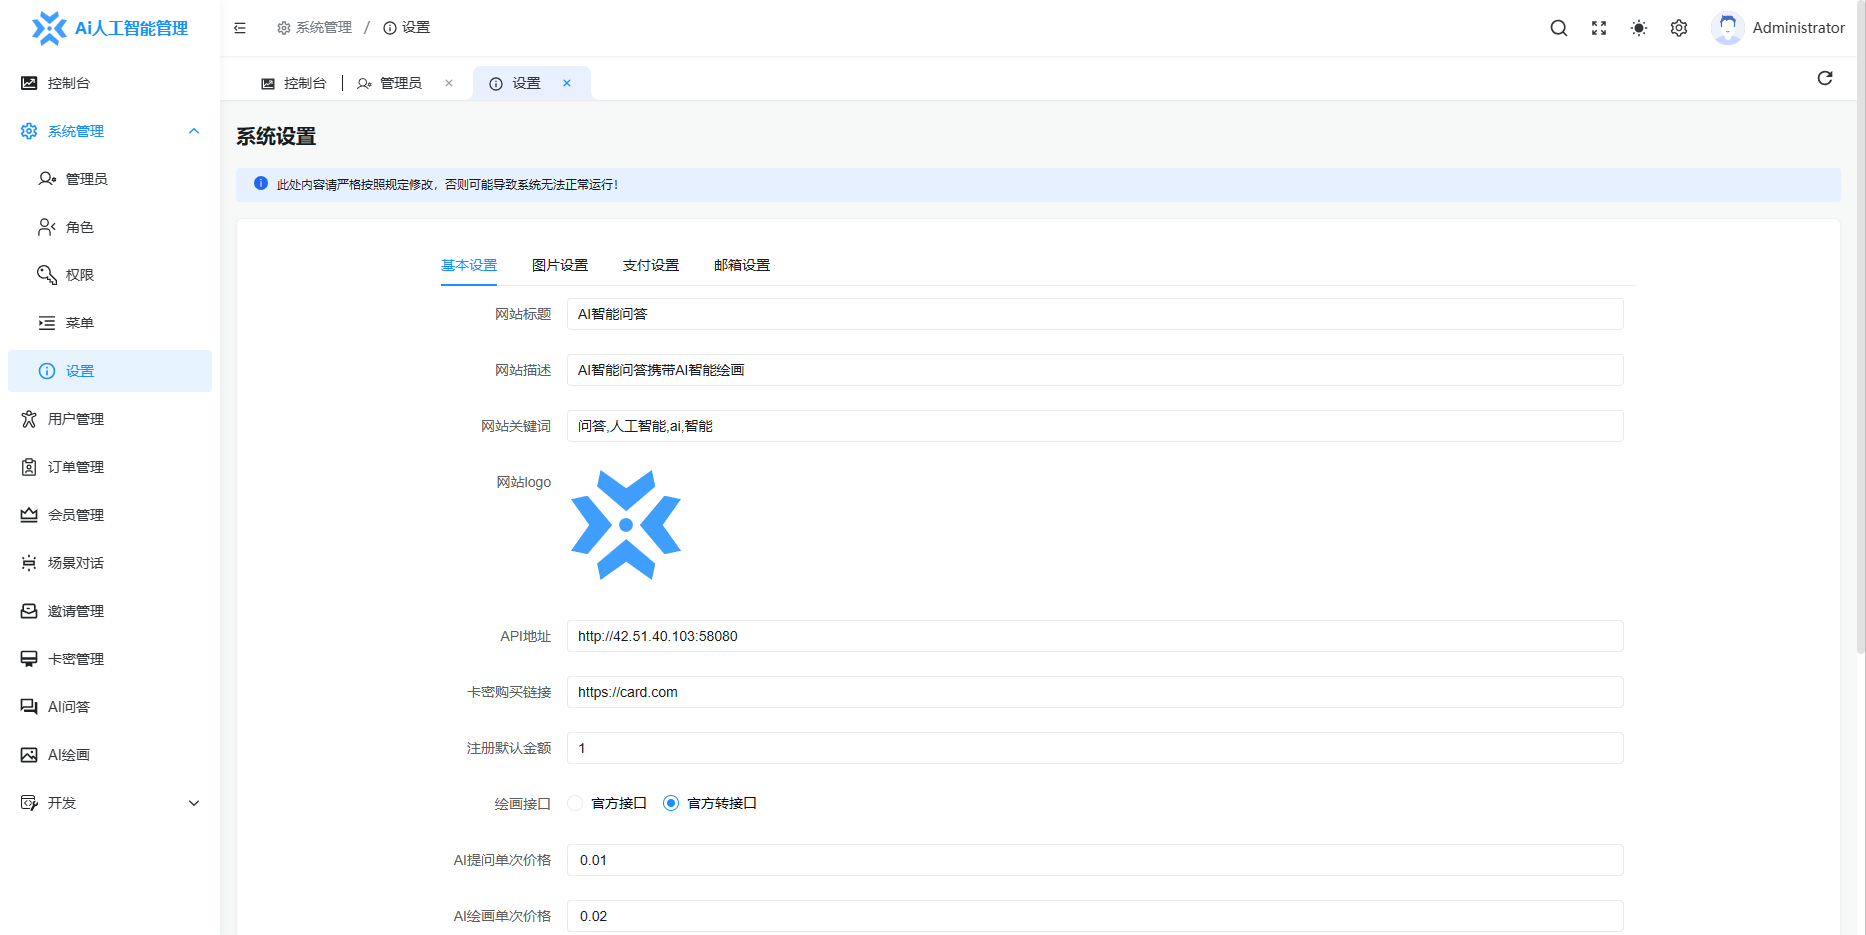 Ai人工智能管理
系统管理 / 设置
Administrator
控制台
管理员
设置
控制台
系统管理
管理员
角色
权限
菜单
设置
用户管理
订单管理
会员管理
场景对话
邀请管理
卡密管理
AI问答
AI绘画
开发
系统设置
此处内容请严格按照规定修改，否则可能导致系统无法正常运行！
基本设置 图片设置 支付设置 邮箱设置
网站标题 AI智能问答
网站描述 AI智能问答携带AI智能绘画
网站关键词 问答,人工智能,ai,智能
网站logo
API地址 http://42.51.40.103:58080
卡密购买链接 https://card.com
注册默认金额 1
绘画接口 官方接口 官方转接口
AI提问单次价格 0.01
AI绘画单次价格 0.02